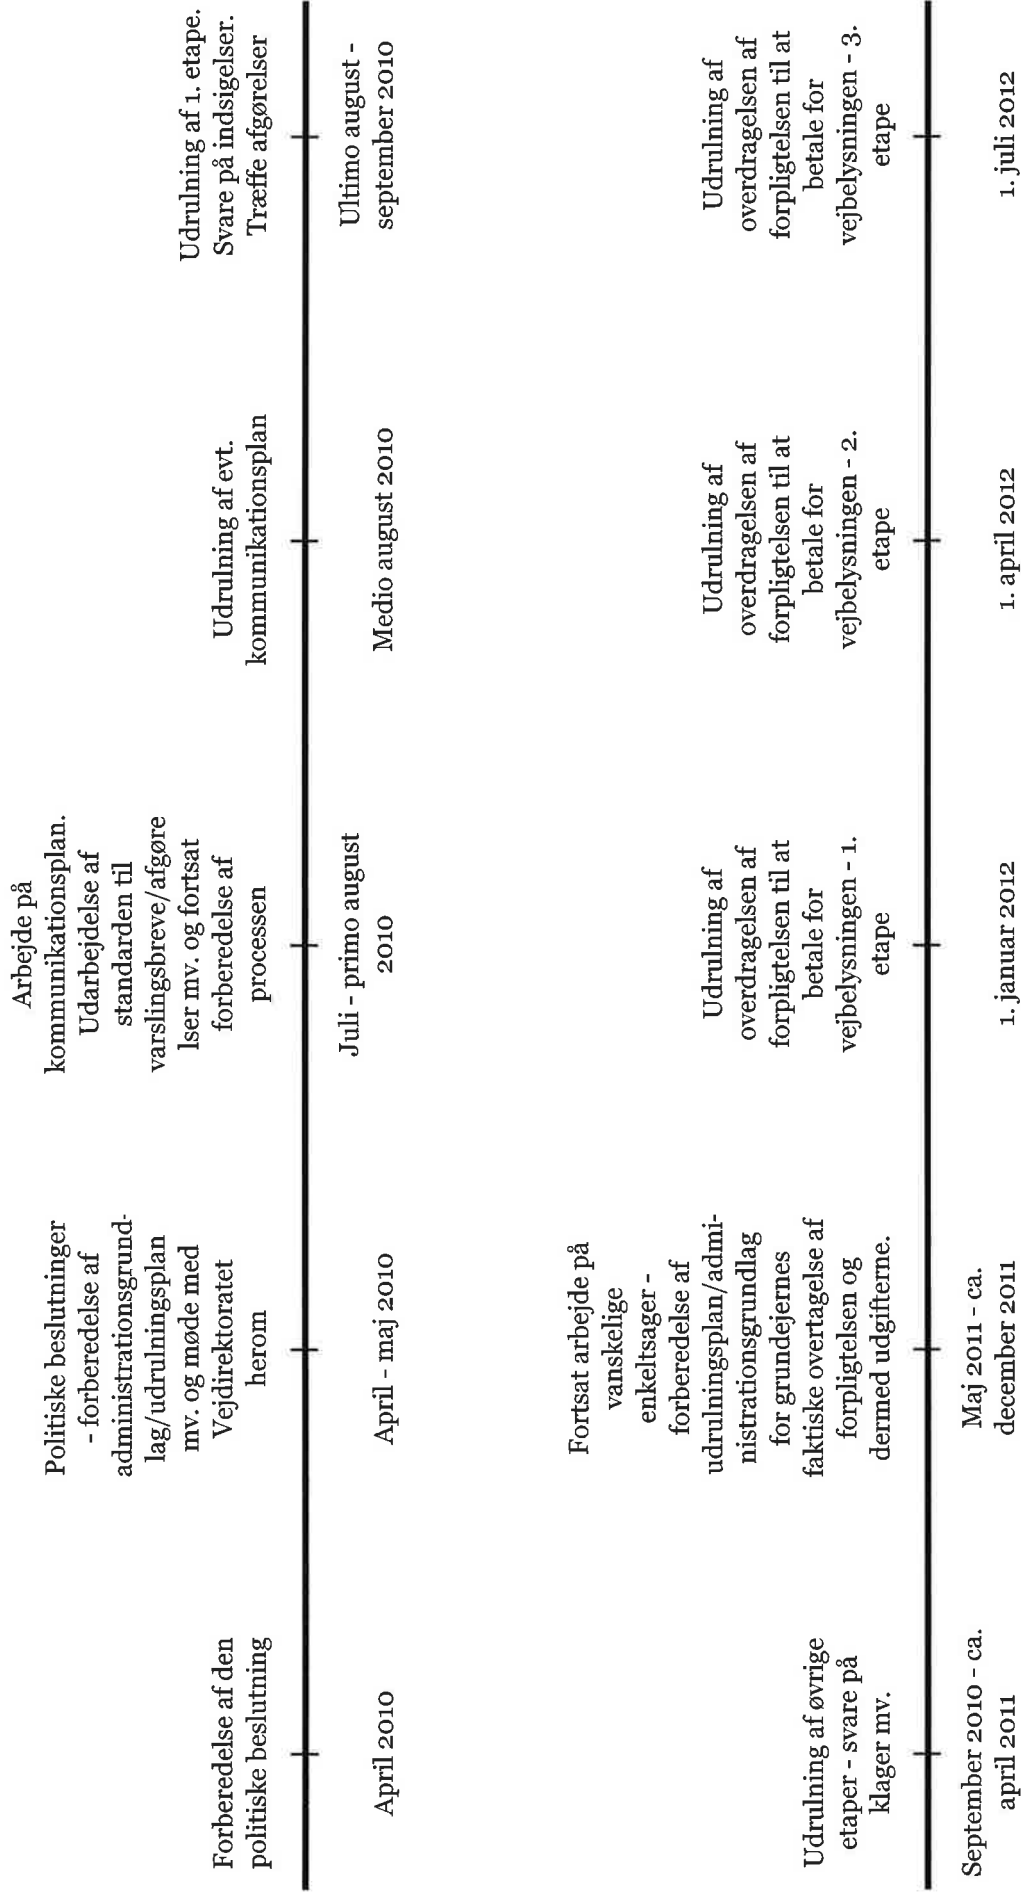 Forberedelse af den
politiske beslutning
April 2010
Politiske beslutninger
- forberedelse af
administrationsgrund-
lag/udrulningsplan
mv. og møde med
Vejdirektoratet
herom
April - maj 2010
Arbejde på
kommunikationsplan.
Udarbejdelse af
standarden til
varslingsbreve/afgøre
lser mv. og fortsat
forberedelse af
processen
Juli - primo august
2010
Udrulning af evt.
kommunikationsplan
Medio august 2010
Udrulning af 1. etape.
Svare på indsigelser.
Træffe afgørelser
Ultimo august -
september 2010
Udrulning af øvrige
etaper - svare på
klager mv.
September 2010 - ca.
april 2011
Fortsat arbejde på
vanskelige
enkeltsager -
forberedelse af
udrulningsplan/admi-
nistrationsgrundlag
for grundejernes
faktiske overtagelse af
forpligtelsen og
dermed udgifterne.
Maj 2011 - ca.
december 2011
Udrulning af
overdragelsen af
forpligtelsen til at
betale for
vejbelysningen - 1.
etape
1. januar 2012
Udrulning af
overdragelsen af
forpligtelsen til at
betale for
vejbelysningen - 2.
etape
1. april 2012
Udrulning af
overdragelsen af
forpligtelsen til at
betale for
vejbelysningen - 3.
etape
1. juli 2012